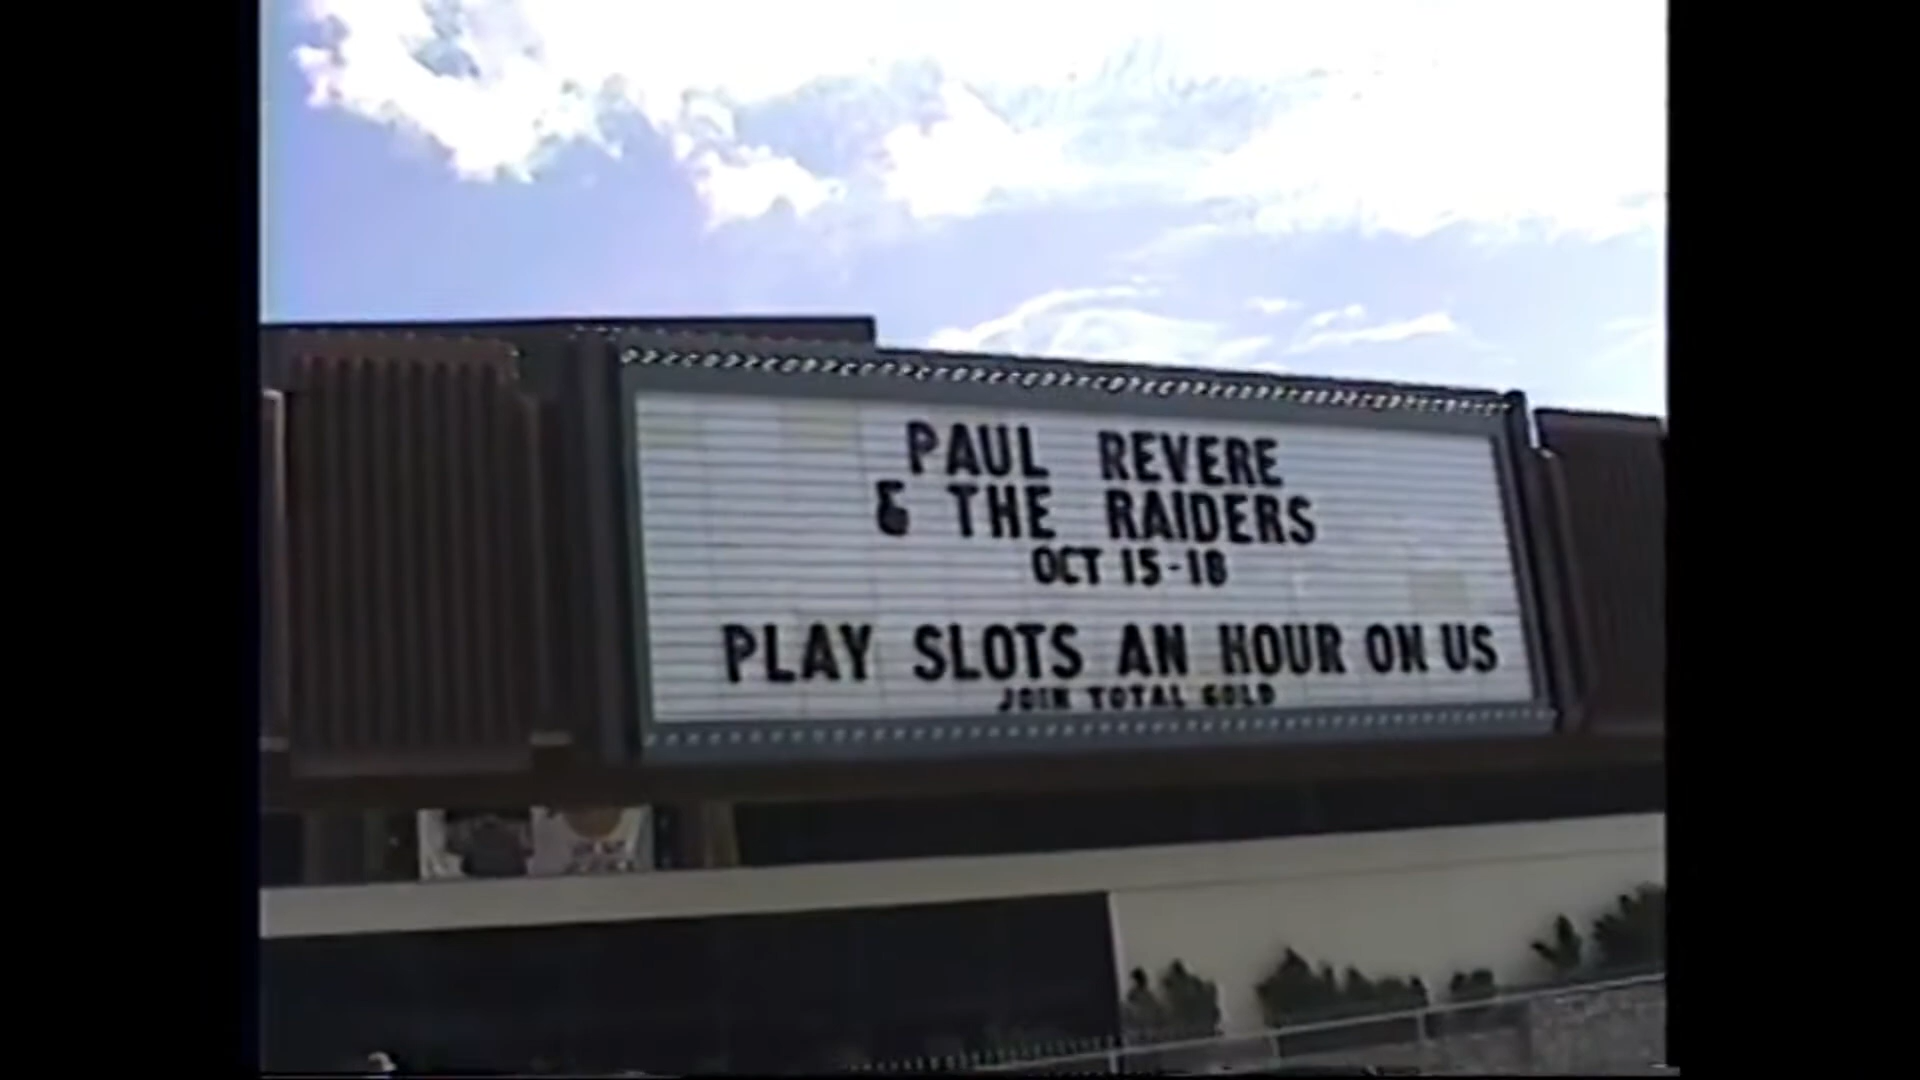 PAUL REVERE
& THE RAIDERS
OCT 15-18
PLAY SLOTS AN HOUR ON US
JOIN TOTAL GOLD